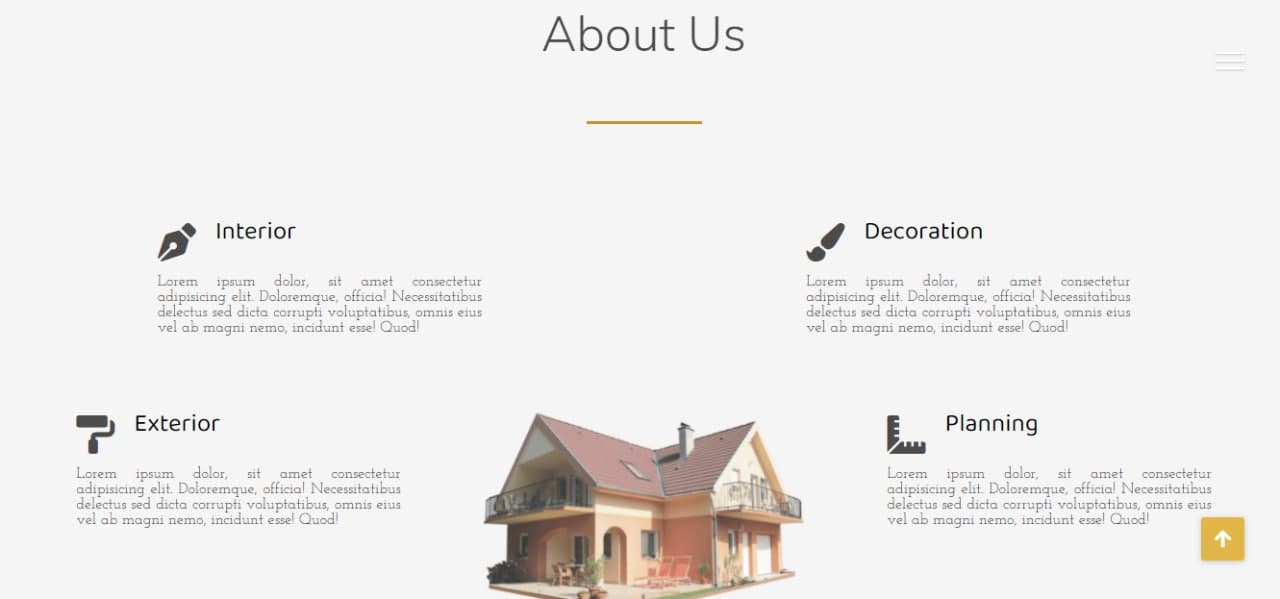 About Us
Interior
Lorem ipsum dolor, sit amet consectetur
adipisicing elit. Doloremque, officia! Necessitatibus
delectus sed dicta corrupti voluptatibus, omnis eius
vel ab magni nemo, incidunt esse! Quod!
Decoration
Lorem ipsum dolor, sit amet consectetur
adipisicing elit. Doloremque, officia! Necessitatibus
delectus sed dicta corrupti voluptatibus, omnis eius
vel ab magni nemo, incidunt esse! Quod!
Exterior
Lorem ipsum dolor, sit amet consectetur
adipisicing elit. Doloremque, officia! Necessitatibus
delectus sed dicta corrupti voluptatibus, omnis eius
vel ab magni nemo, incidunt esse! Quod!
Planning
Lorem ipsum dolor, sit amet consectetur
adipisicing elit. Doloremque, officia! Necessitatibus
delectus sed dicta corrupti voluptatibus, omnis eius
vel ab magni nemo, incidunt esse! Quod!